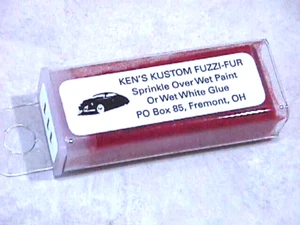 KEN'S KUSTOM FUZZI-FUR
Sprinkle Over Wet Paint
Or Wet White Glue
PO Box 85, Fremont, OH